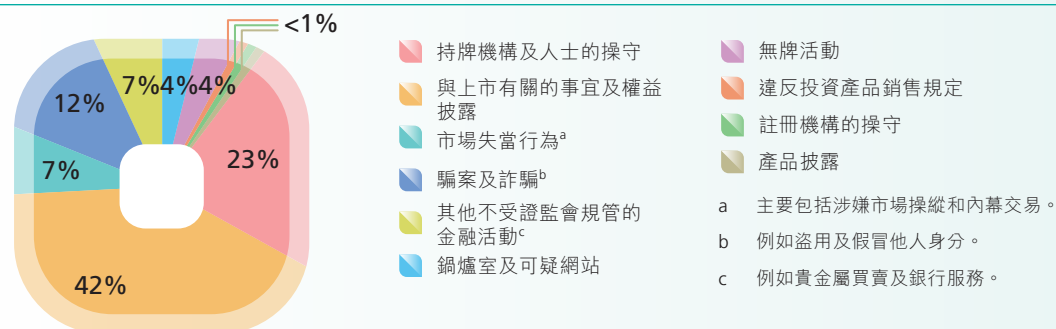 <1%
7%
4%
4%
12%
23%
7%
42%
持牌機構及人士的操守
與上市有關的事宜及權益
披露
市場失當行為a
騙案及詐騙b
其他不受證監會規管的
金融活動c
鍋爐室及可疑網站
無牌活動
違反投資產品銷售規定
註冊機構的操守
產品披露
a 主要包括涉嫌市場操縱和內幕交易。
b 例如盜用及假冒他人身分。
c 例如貴金屬買賣及銀行服務。